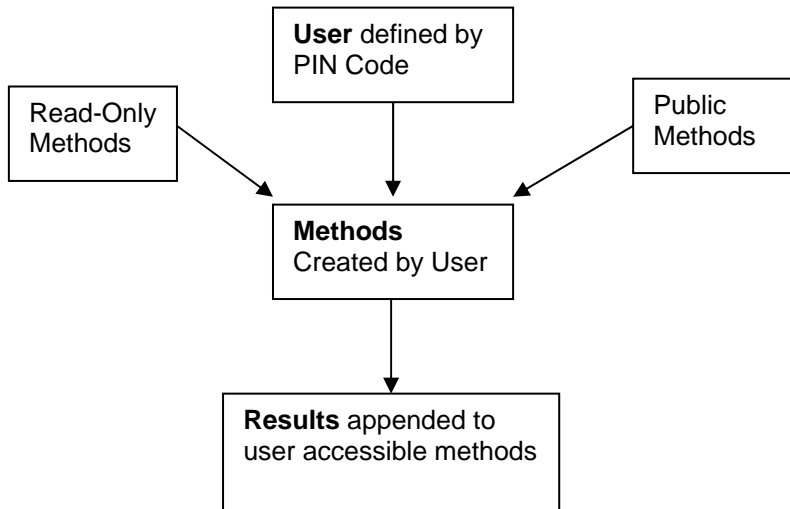 User defined by
PIN Code
Read-Only
Methods
Public
Methods
Methods
Created by User
Results appended to
user accessible methods